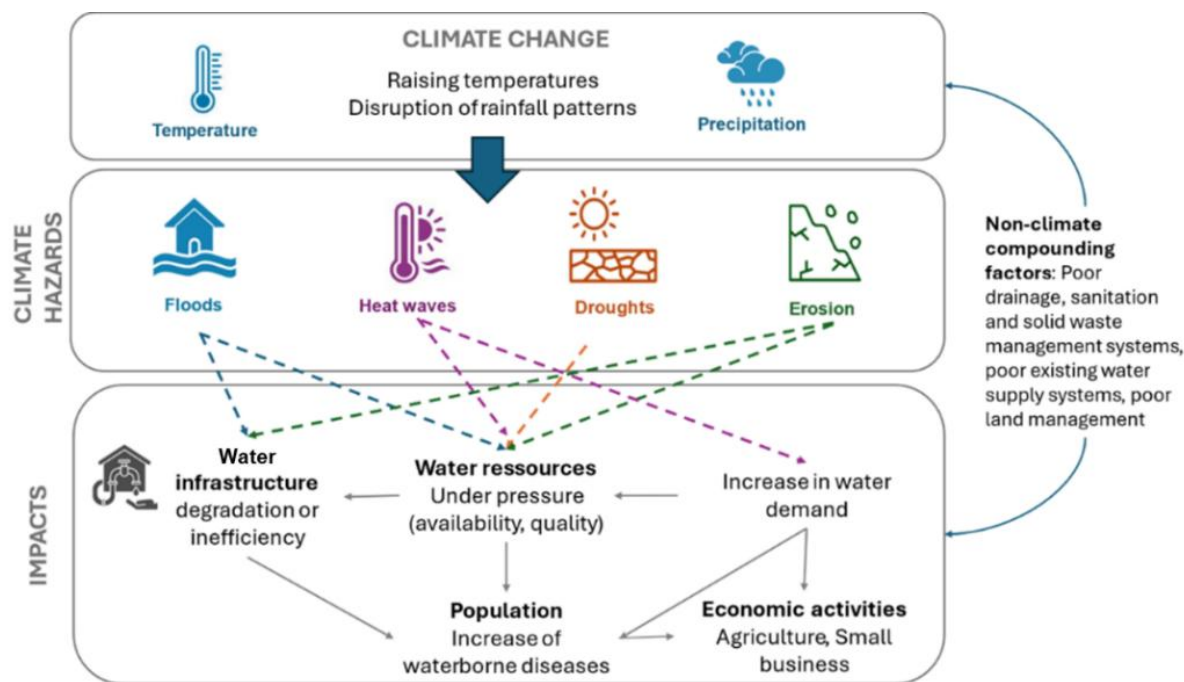 CLIMATE CHANGE
Raising temperatures
Disruption of rainfall patterns
Temperature
Precipitation
CLIMATE
HAZARDS
Floods
Heat waves
Droughts
Erosion
Non-climate
compounding
factors: Poor
drainage, sanitation
and solid waste
management systems,
poor existing water
supply systems, poor
land management
IMPACTS
Water
infrastructure
degradation or
inefficiency
Water ressources
Under pressure
(availability, quality)
Increase in water
demand
Population
Increase of
waterborne diseases
Economic activities
Agriculture, Small
business